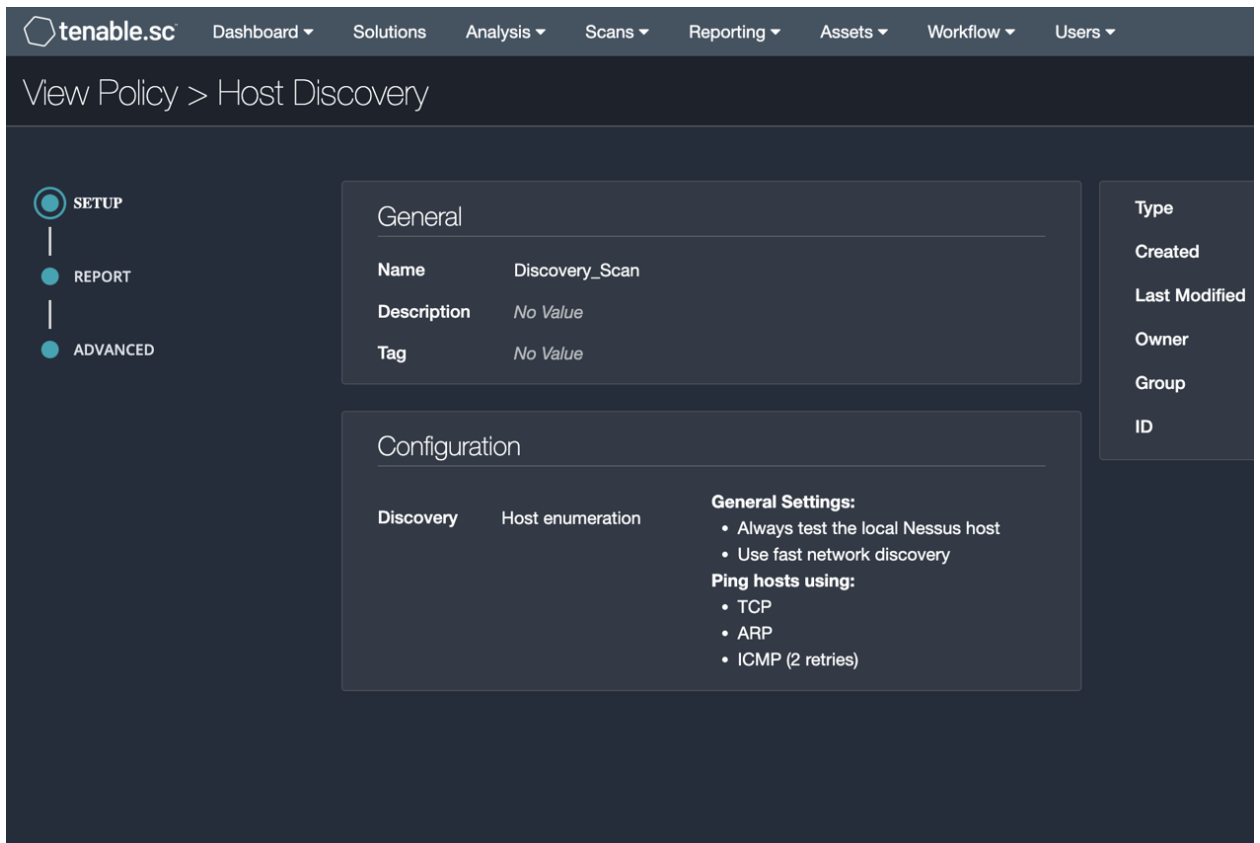 tenable.sc Dashboard Solutions Analysis Scans Reporting Assets Workflow Users
View Policy > Host Discovery
SETUP
REPORT
ADVANCED
General
Name Discovery_Scan
Description No Value
Tag No Value
Configuration
Discovery Host enumeration
General Settings:
• Always test the local Nessus host
• Use fast network discovery
Ping hosts using:
• TCP
• ARP
• ICMP (2 retries)
Type
Created
Last Modified
Owner
Group
ID